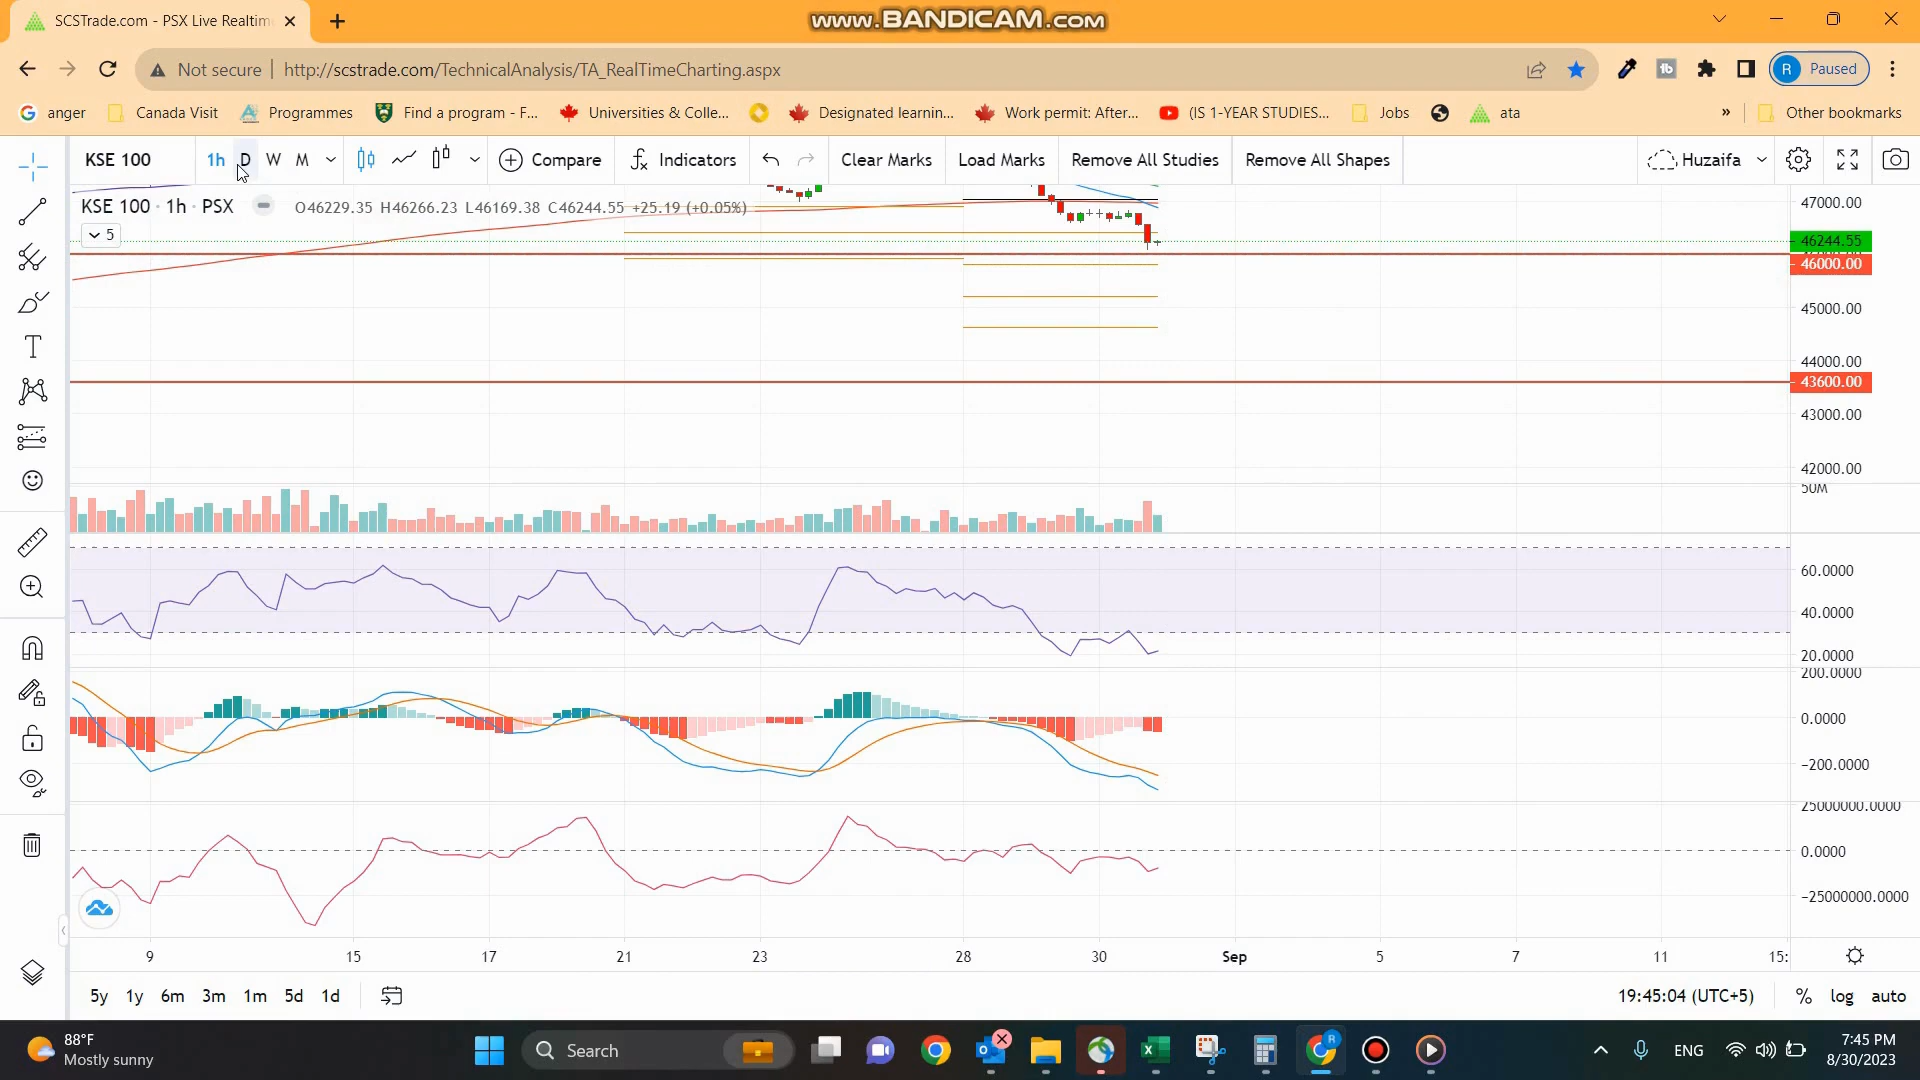 SCSTrade.com - PSX Live Realtim
www.BANDICAM.com
Not secure
http://scstrade.com/TechnicalAnalysis/TA_RealTimeCharting.aspx
R Paused
anger
Canada Visit
Programmes
Find a program - F...
Universities & Colle...
Designated learnin...
Work permit: After...
(IS 1-YEAR STUDIES...
Jobs
ata
»
Other bookmarks
KSE 100
1h D W M
Compare
Indicators
Clear Marks
Load Marks
Remove All Studies
Remove All Shapes
Huzaifa
KSE 100 · 1h · PSX
O46229.35 H46266.23 L46169.38 C46244.55 +25.19 (+0.05%)
5
47000.00
46244.55
46000.00
45000.00
44000.00
43600.00
43000.00
42000.00
50M
60.0000
40.0000
20.0000
200.0000
0.0000
−200.0000
25000000.0000
0.0000
−25000000.0000
9 15 17 21 23 28 30 Sep 5 7 11 15:
5y 1y 6m 3m 1m 5d 1d
19:45:04 (UTC+5)
% log auto
88°F
Mostly sunny
Search
ENG
7:45 PM
8/30/2023